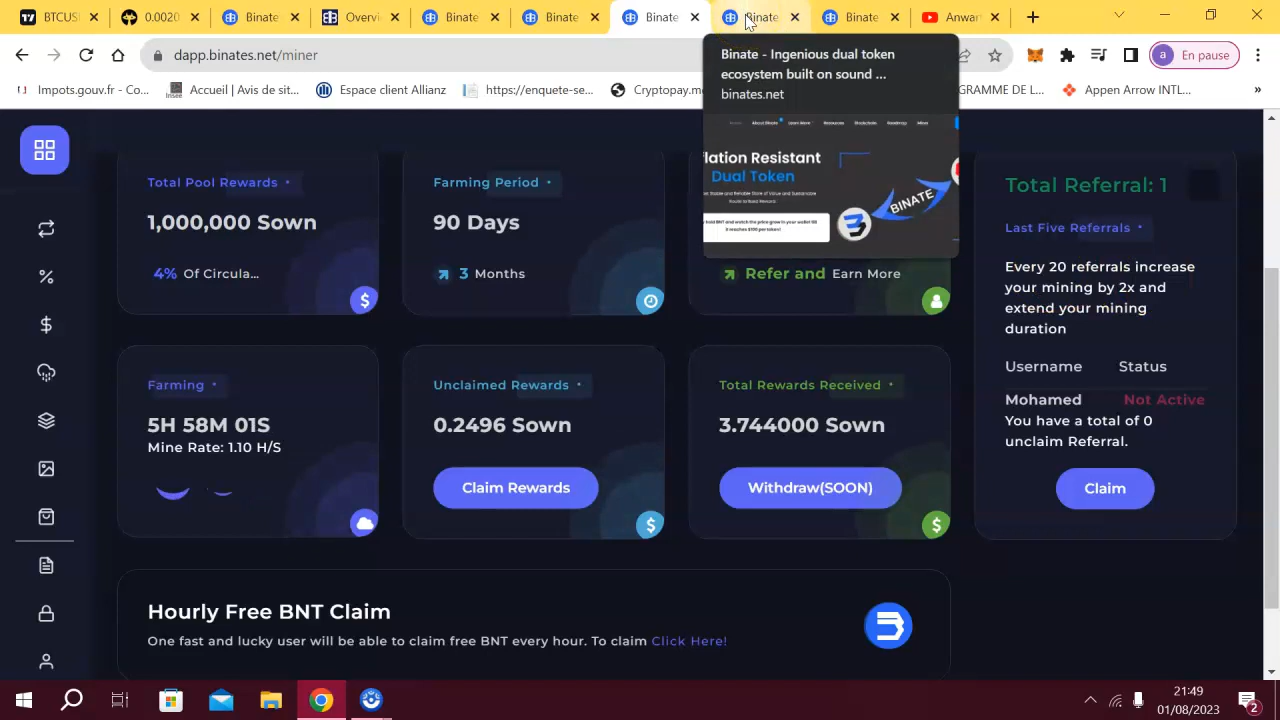 BTCUS
0.0020
Binate
Overvi
Binate
Binate
Binate
Binate
Binate
Anwar
dapp.binates.net/miner
En pause
Impots.gouv.fr - Co...
Accueil | Avis de sit...
Espace client Allianz
https://enquete-se...
Cryptopay.me
GRAMME DE L...
Appen Arrow INTL...
»
Binate - Ingenious dual token
ecosystem built on sound ...
binates.net
flation Resistant
Dual Token
BINATE
Total Pool Rewards
1,000,000 Sown
4% Of Circula...
Farming Period
90 Days
3 Months
Refer and Earn More
Total Referral: 1
Last Five Referrals
Every 20 referrals increase
your mining by 2x and
extend your mining
duration
Username Status
Mohamed Not Active
You have a total of 0
unclaim Referral.
Claim
Farming
5H 58M 01S
Mine Rate: 1.10 H/S
Unclaimed Rewards
0.2496 Sown
Claim Rewards
Total Rewards Received
3.744000 Sown
Withdraw(SOON)
Hourly Free BNT Claim
One fast and lucky user will be able to claim free BNT every hour. To claim Click Here!
21:49
01/08/2023
2